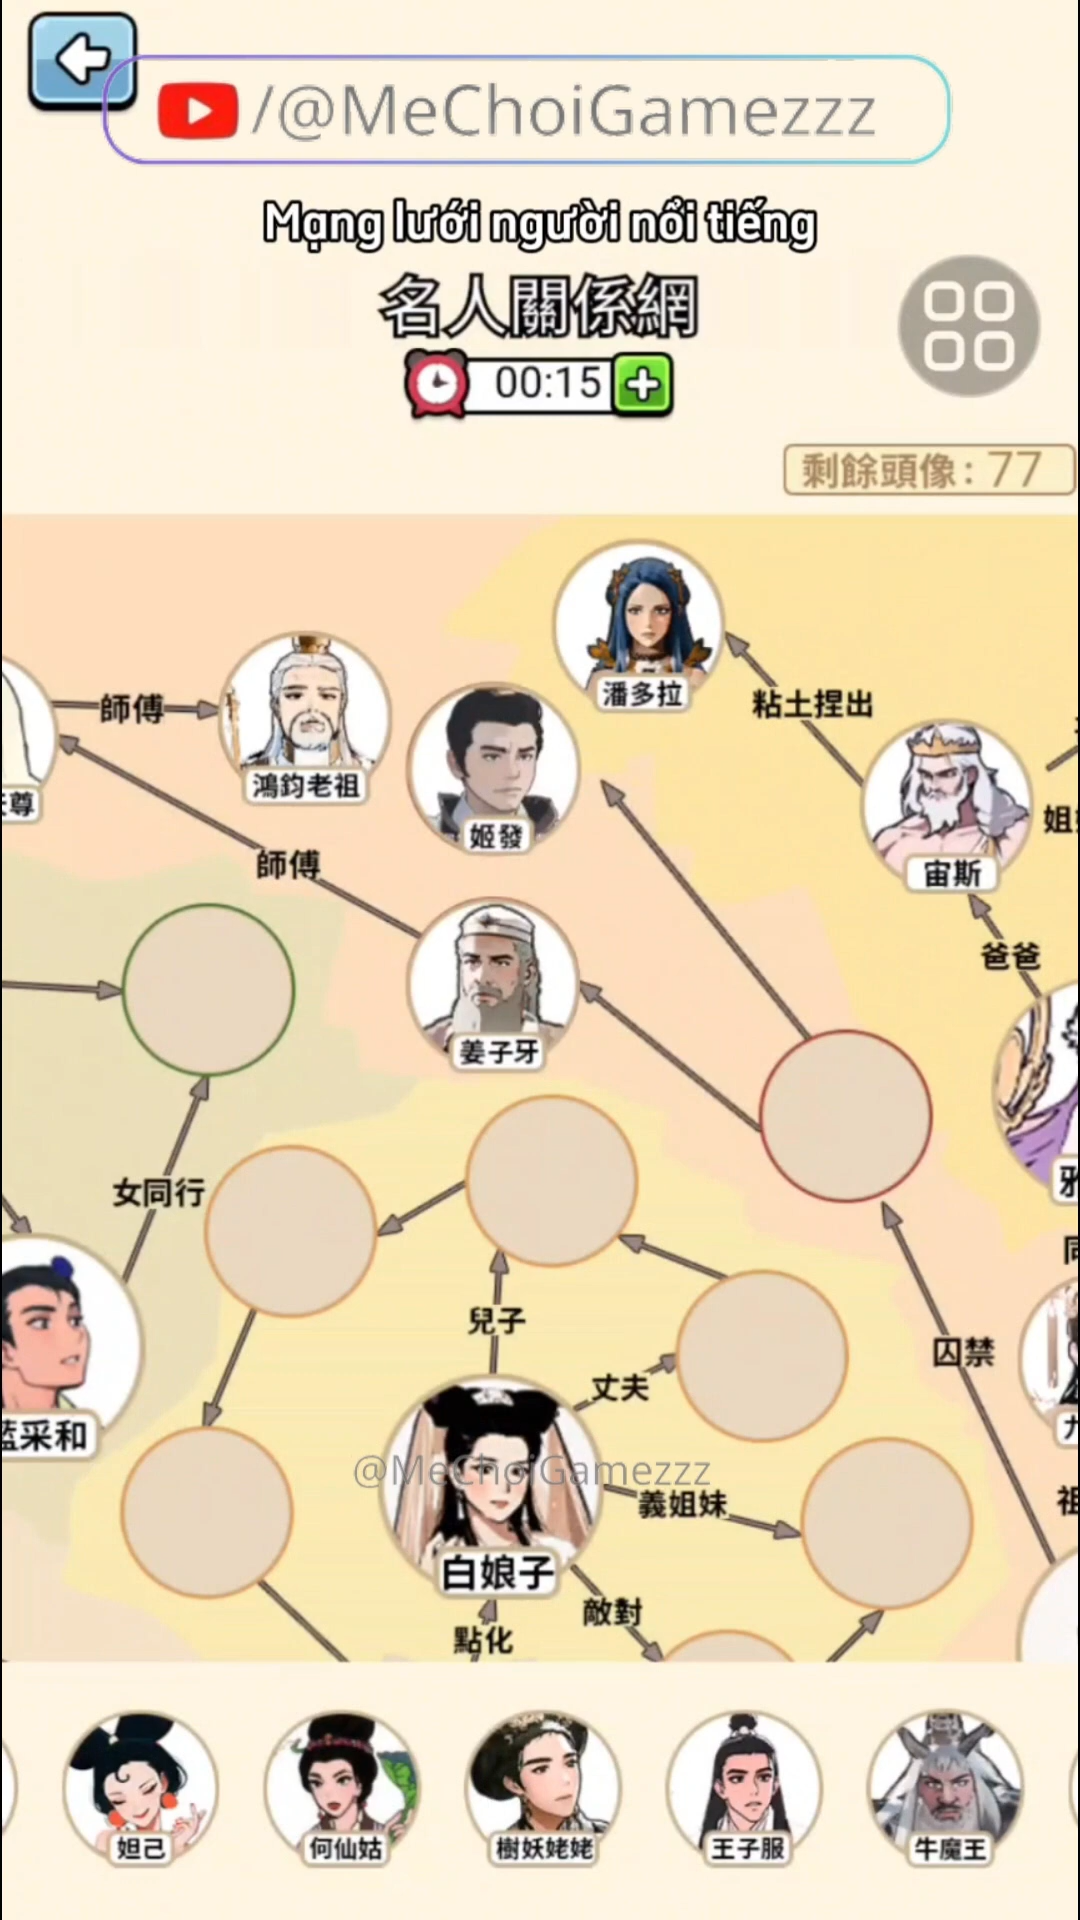 /@MeChoiGamezzz
Mạng lưới người nổi tiếng
名人關係網
00:15
剩餘頭像: 77
潘多拉
粘土捏出
師傅
鴻鈞老祖
姬發
宙斯
尊
師傅
爸爸
姜子牙
女同行
兒子
囚禁
丈夫
藍采和
@MeChoiGamezzz
義姐妹
白娘子
敵對
點化
妲己
何仙姑
樹妖姥姥
王子服
牛魔王